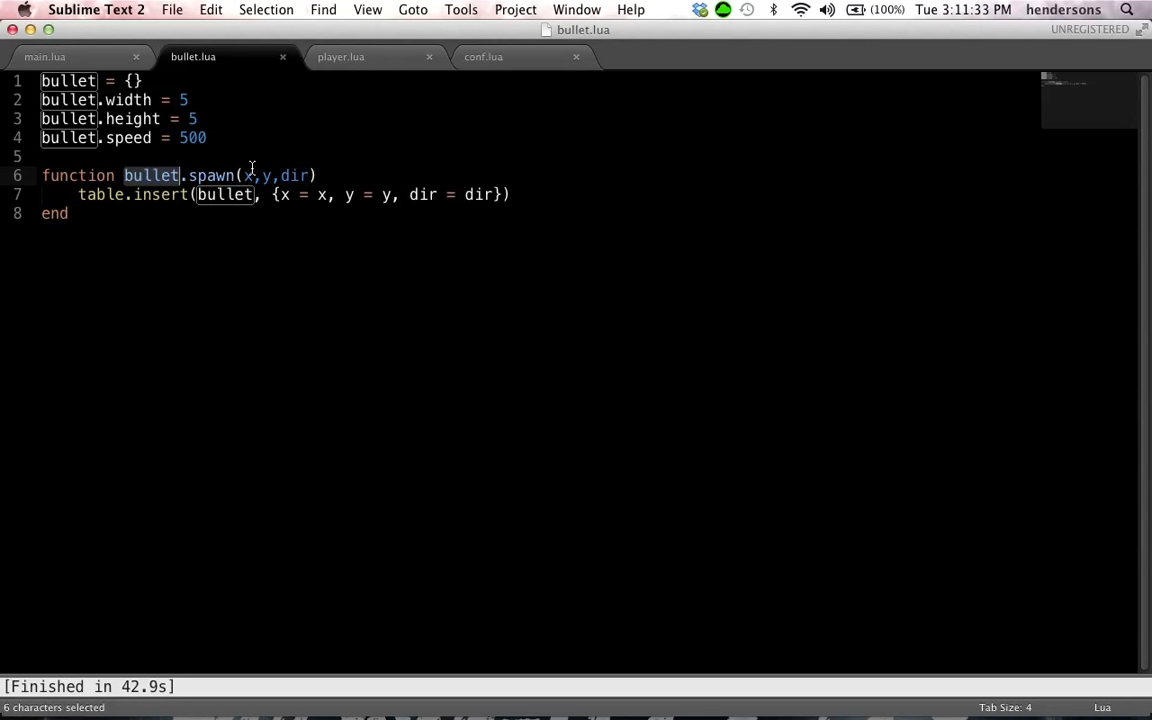 Sublime Text 2 File Edit Selection Find View Goto Tools Project Window Help (100%) Tue 3:11:33 PM hendersons
bullet.lua UNREGISTERED
main.lua × bullet.lua × player.lua × conf.lua ×
1 bullet = {}
2 bullet.width = 5
3 bullet.height = 5
4 bullet.speed = 500
5
6 function bullet.spawn(x,y,dir)
7 table.insert(bullet, {x = x, y = y, dir = dir})
8 end
[Finished in 42.9s]
6 characters selected Tab Size: 4 Lua